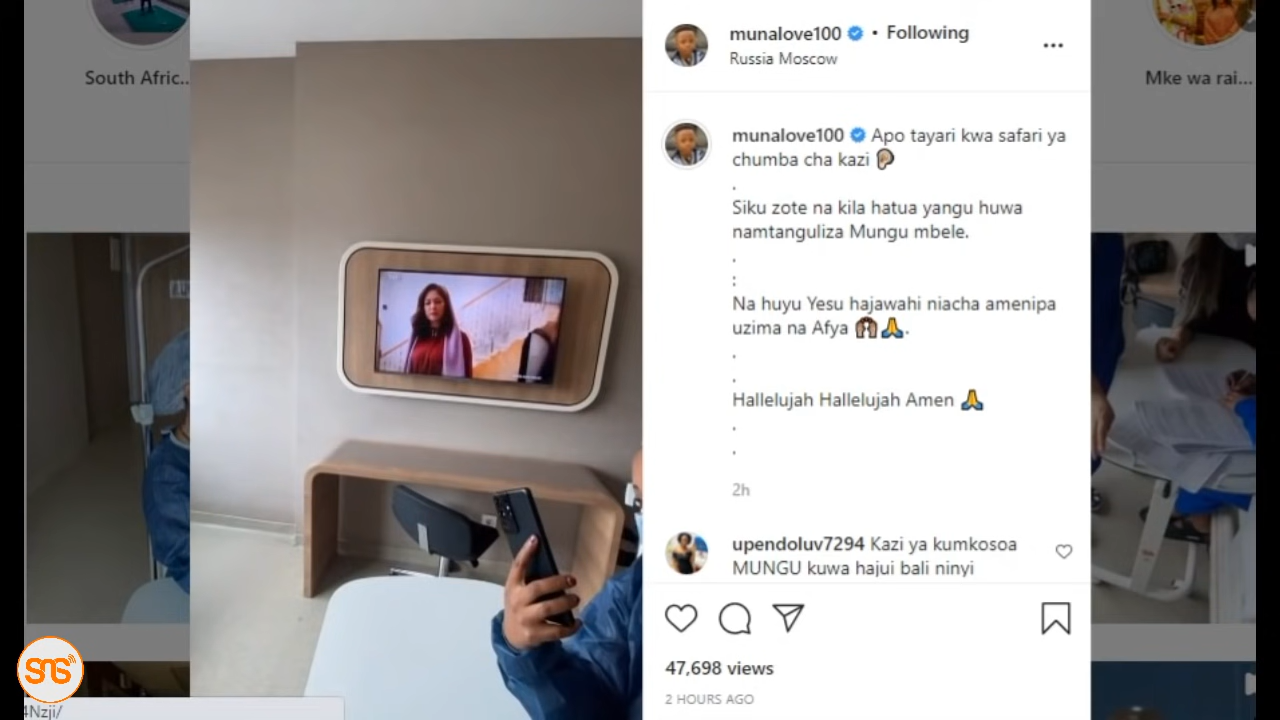 South Afric...
munalove100 • Following
Russia Moscow
Mke wa rai...
munalove100 Apo tayari kwa safari ya
chumba cha kazi
.
Siku zote na kila hatua yangu huwa
namtanguliza Mungu mbele.
.
:
Na huyu Yesu hajawahi niacha amenipa
uzima na Afya 🙏.
.
.
Hallelujah Hallelujah Amen 🙏
.
.
2h
upendoluv7294 Kazi ya kumkosoa
MUNGU kuwa hajui bali ninyi
47,698 views
2 HOURS AGO
SNS
4Nzji/